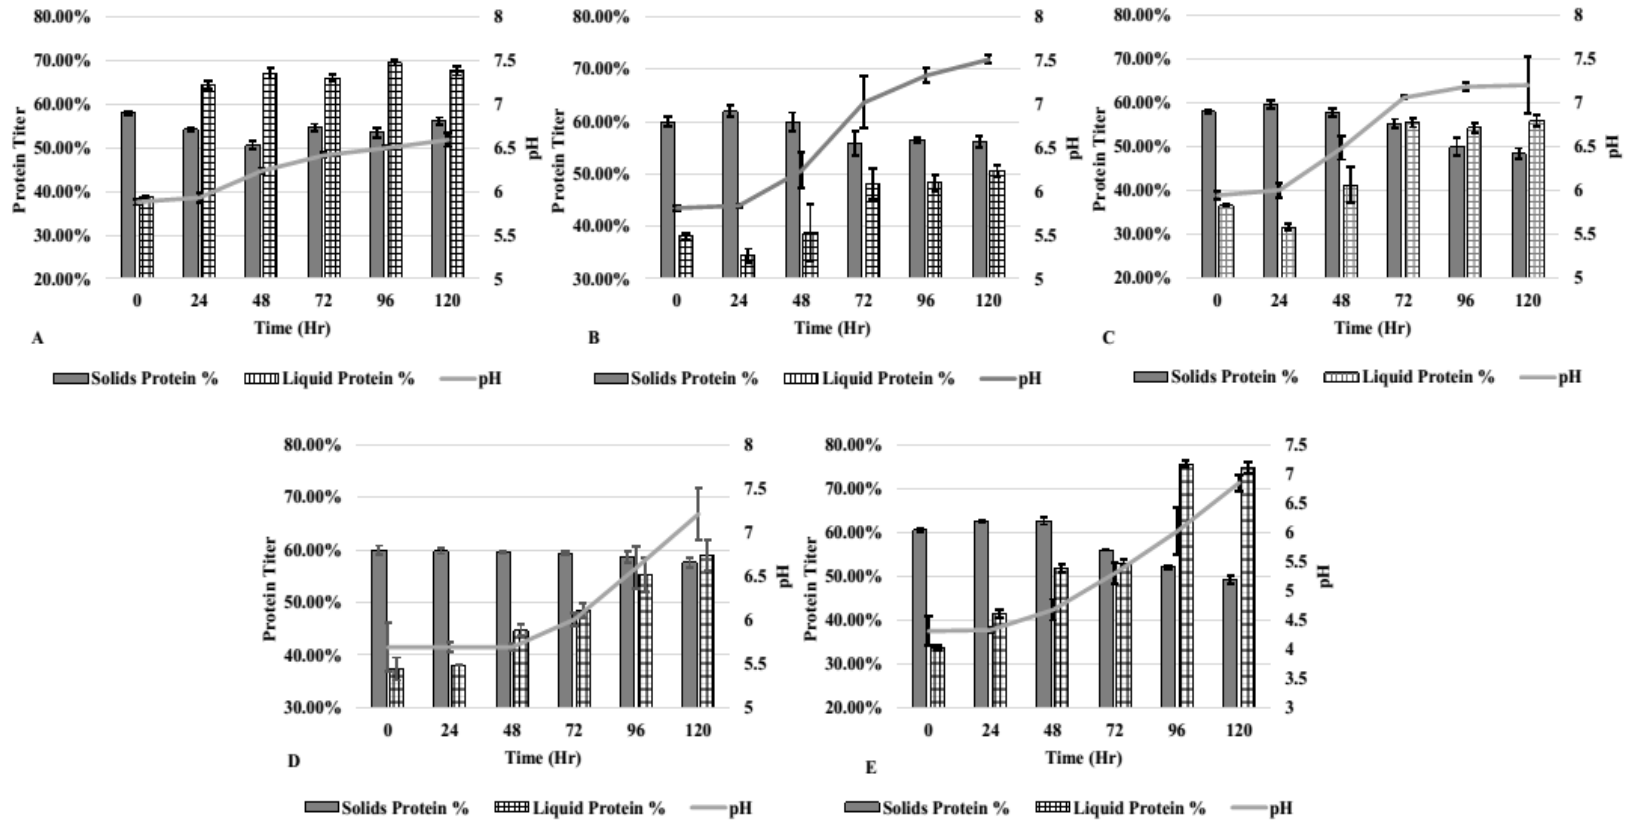 80.00%
70.00%
60.00%
50.00%
40.00%
30.00%
20.00%
Protein Titer
8
7.5
7
6.5
6
5.5
5
pH
0 24 48 72 96 120
Time (Hr)
A
Solids Protein % Liquid Protein % pH
80.00%
70.00%
60.00%
50.00%
40.00%
30.00%
Protein Titer
8
7.5
7
6.5
6
5.5
5
pH
0 24 48 72 96 120
Time (Hr)
B
Solids Protein % Liquid Protein % pH
80.00%
70.00%
60.00%
50.00%
40.00%
30.00%
20.00%
Protein Titer
8
7.5
7
6.5
6
5.5
5
pH
0 24 48 72 96 120
Time (Hr)
C
Solids Protein % Liquid Protein % pH
80.00%
70.00%
60.00%
50.00%
40.00%
30.00%
Protein Titer
8
7.5
7
6.5
6
5.5
5
pH
0 24 48 72 96 120
Time (Hr)
D
Solids Protein % Liquid Protein % pH
80.00%
70.00%
60.00%
50.00%
40.00%
30.00%
20.00%
Protein Titer
7.5
7
6.5
6
5.5
5
4.5
4
3.5
3
pH
0 24 48 72 96 120
Time (Hr)
E
Solids Protein % Liquid Protein % pH